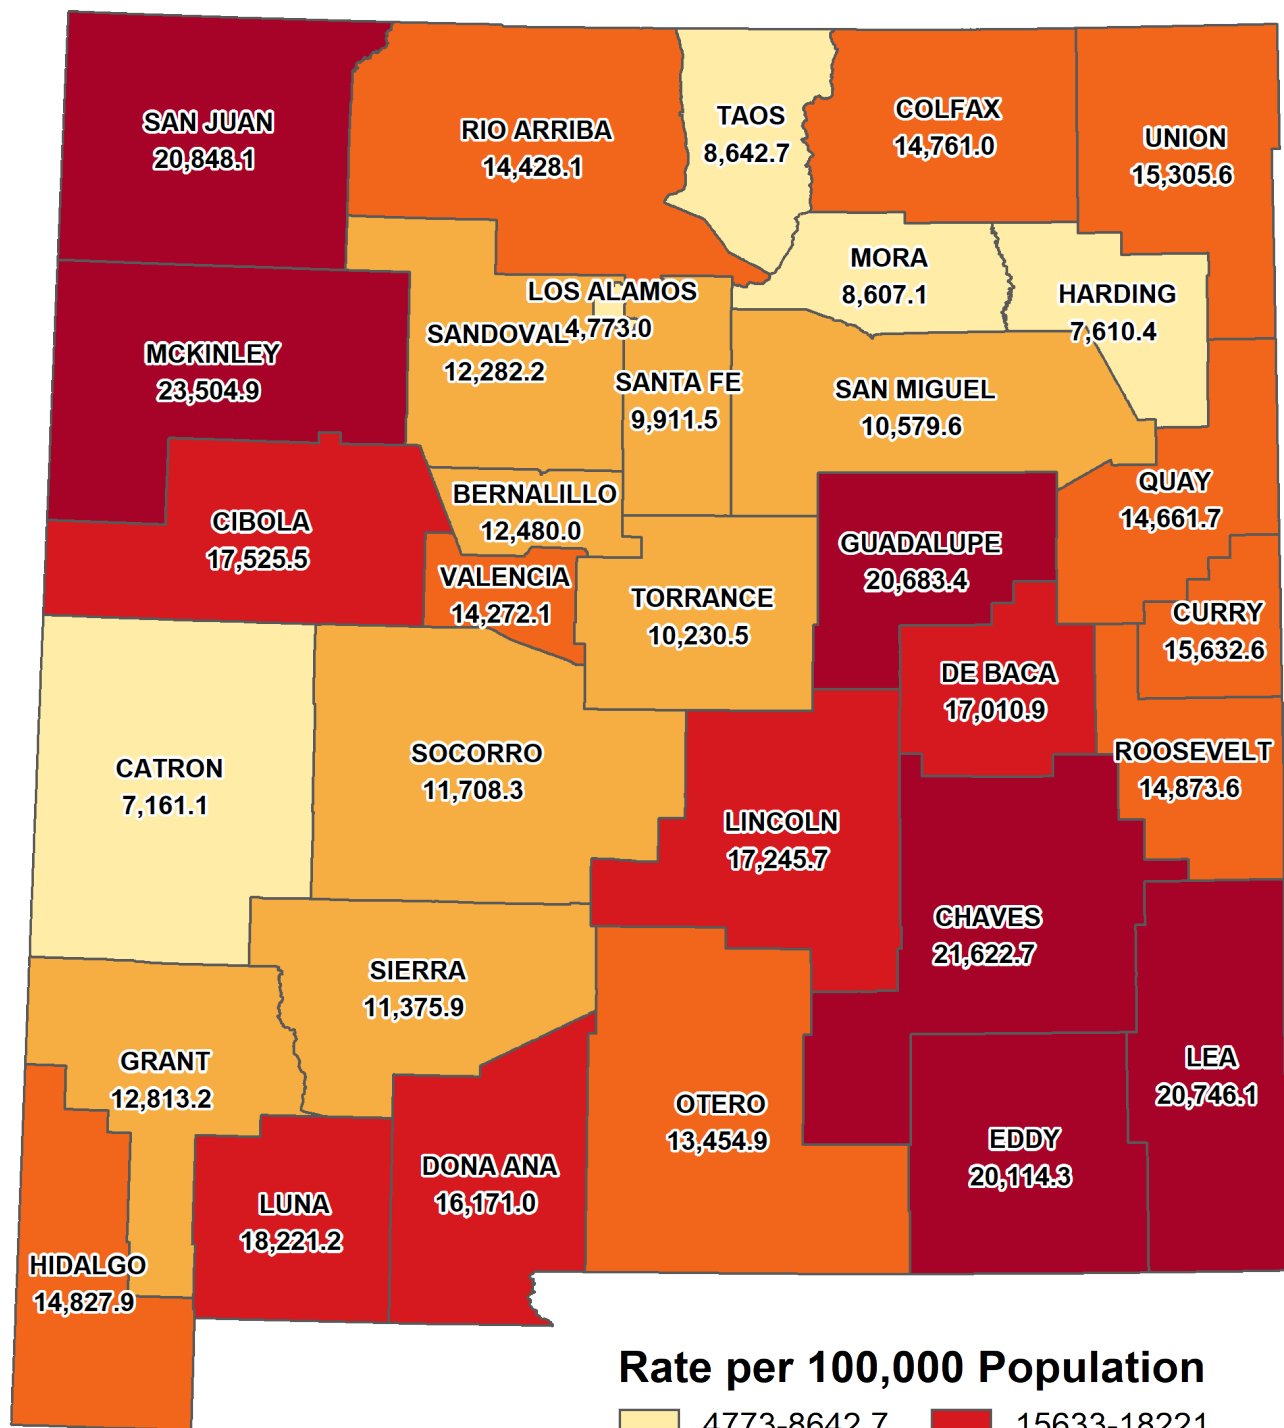 SAN JUAN
20,848.1
RIO ARRIBA
14,428.1
TAOS
8,642.7
COLFAX
14,761.0
UNION
15,305.6
MORA
8,607.1
HARDING
7,610.4
LOS ALAMOS
4,773.0
SANDOVAL
12,282.2
MCKINLEY
23,504.9
SANTA FE
9,911.5
SAN MIGUEL
10,579.6
QUAY
14,661.7
BERNALILLO
12,480.0
CIBOLA
17,525.5
GUADALUPE
20,683.4
VALENCIA
14,272.1
TORRANCE
10,230.5
CURRY
15,632.6
DE BACA
17,010.9
ROOSEVELT
14,873.6
CATRON
7,161.1
SOCORRO
11,708.3
LINCOLN
17,245.7
CHAVES
21,622.7
SIERRA
11,375.9
GRANT
12,813.2
LEA
20,746.1
OTERO
13,454.9
EDDY
20,114.3
DONA ANA
16,171.0
LUNA
18,221.2
HIDALGO
14,827.9
Rate per 100,000 Population
4773-8642.7
15633-18221